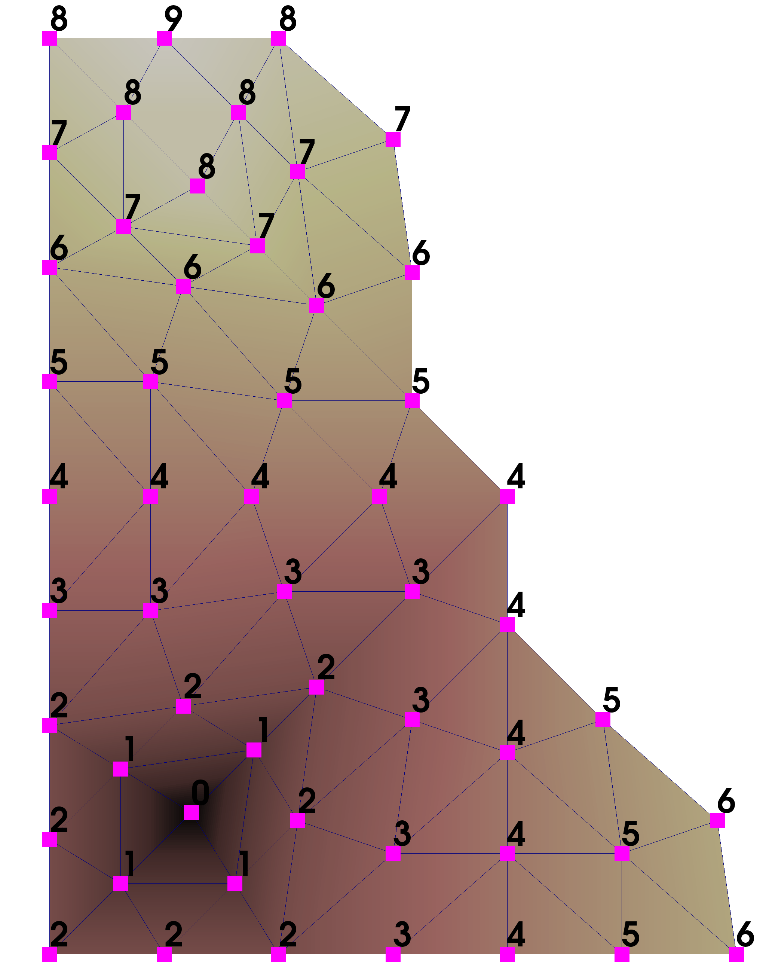 8 9 8
8 8 7
7 7
8
7 7
6 6 6
6
5 5 5 5
4 4 4 4 4
3 3 3 3
4
2 2 2
3 5
1 1 4
0 2 6
2 3 4 5
1 1
2 2 2 3 4 5 6